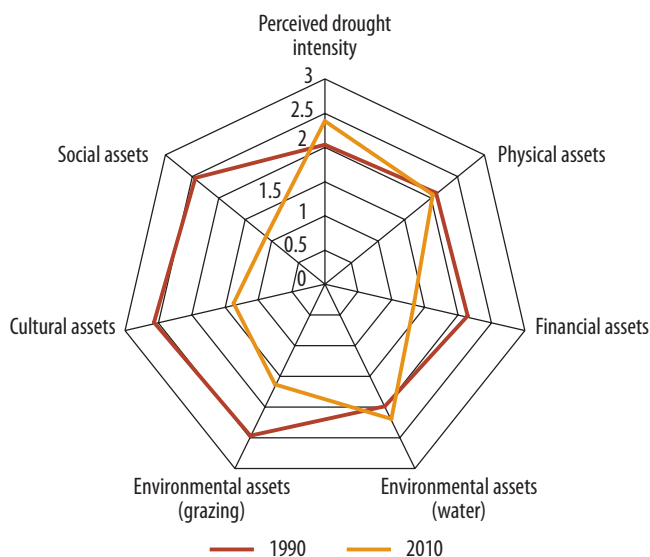 Perceived drought
intensity
3
2.5
2
1.5
1
0.5
0
Social assets
Physical assets
Cultural assets
Financial assets
Environmental assets
(grazing)
Environmental assets
(water)
1990
2010